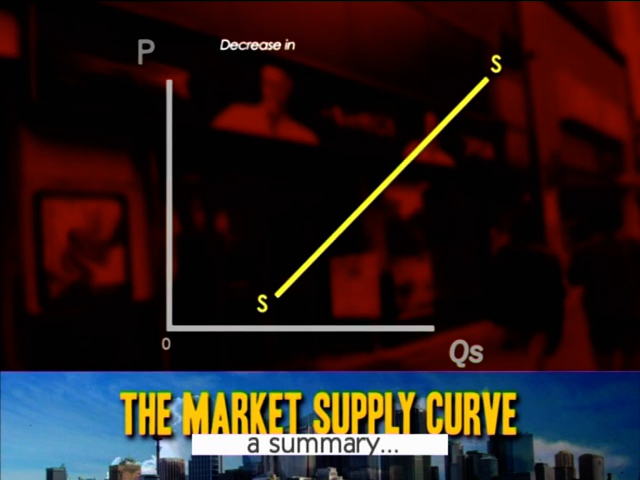 P
Decrease in
S
S
0
Qs
THE MARKET SUPPLY CURVE
a summary...